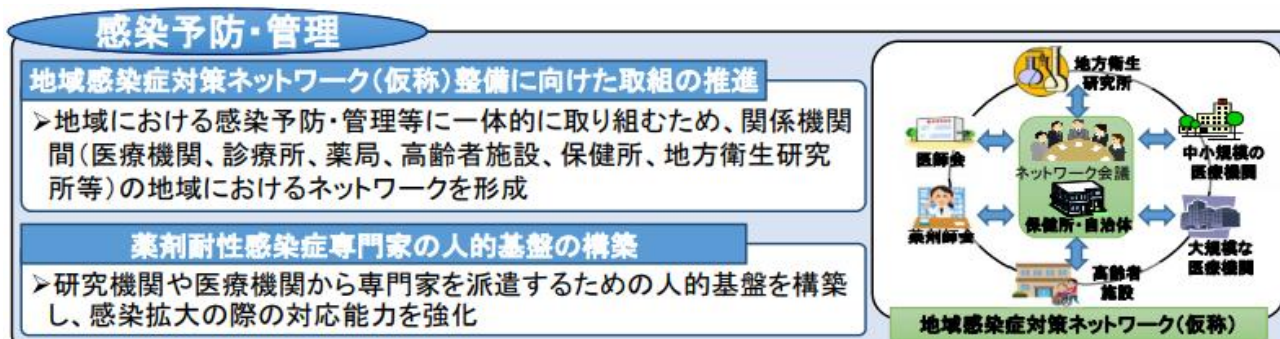 感染予防・管理
地域感染症対策ネットワーク(仮称)整備に向けた取組の推進
➢地域における感染予防・管理等に一体的に取り組むため、関係機関
間(医療機関、診療所、薬局、高齢者施設、保健所、地方衛生研究
所等)の地域におけるネットワークを形成
薬剤耐性感染症専門家の人的基盤の構築
➢研究機関や医療機関から専門家を派遣するための人的基盤を構築
し、感染拡大の際の対応能力を強化
地方衛生
研究所
医師会
ネットワーク会議
中小規模の
医療機関
薬剤師会
保健所・自治体
大規模な
医療機関
高齢者
施設
地域感染症対策ネットワーク(仮称)